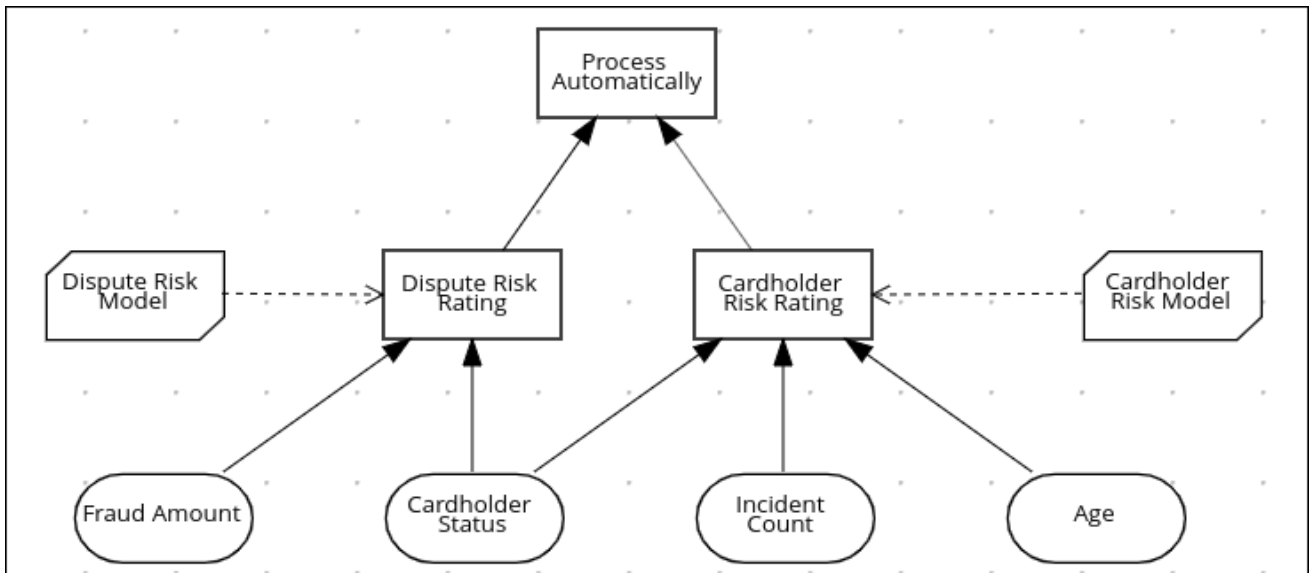 Process
Automatically
Dispute Risk
Model
Dispute Risk
Rating
Cardholder
Risk Rating
Cardholder
Risk Model
Fraud Amount
Cardholder
Status
Incident
Count
Age